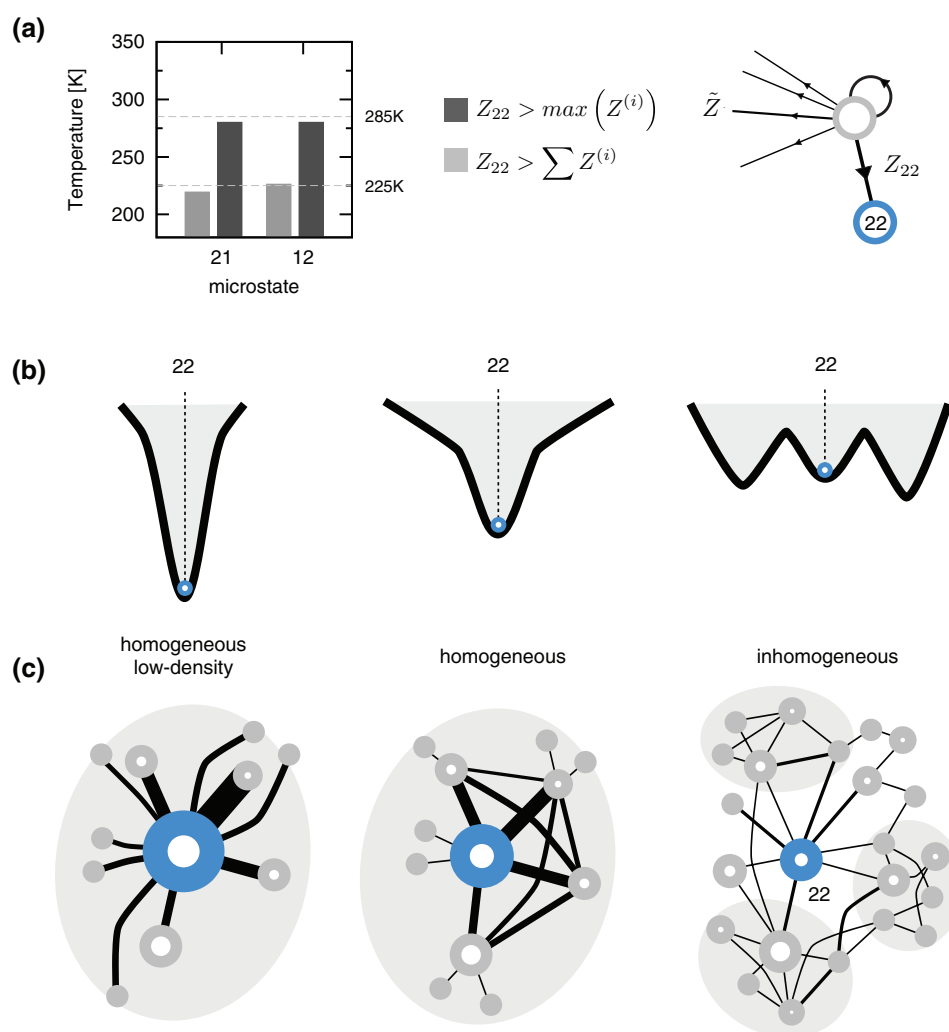 (a)
Temperature [K]
350
300
250
200
285K
225K
21
12
microstate
Z₂₂ > max (Z⁽ⁱ⁾)
Z₂₂ > ∑ Z⁽ⁱ⁾
Z̃
Z₂₂
22
(b)
22
22
22
homogeneous
low-density
homogeneous
inhomogeneous
(c)
22